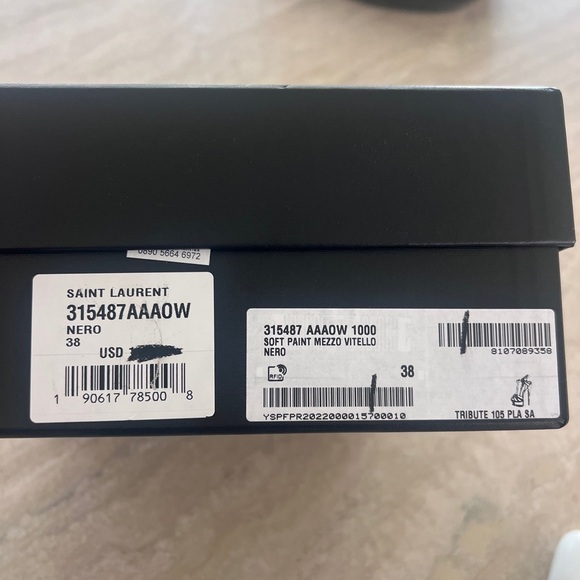 0890 5664 6972
SAINT LAURENT
315487AAAOW
NERO
38
USD
1 90617 78500 8
315487 AAAOW 1000
SOFT PAINT MEZZO VITELLO
NERO
8107089358
RFID
38
YSPFPR2022000015700010
TRIBUTE 105 PLA SA